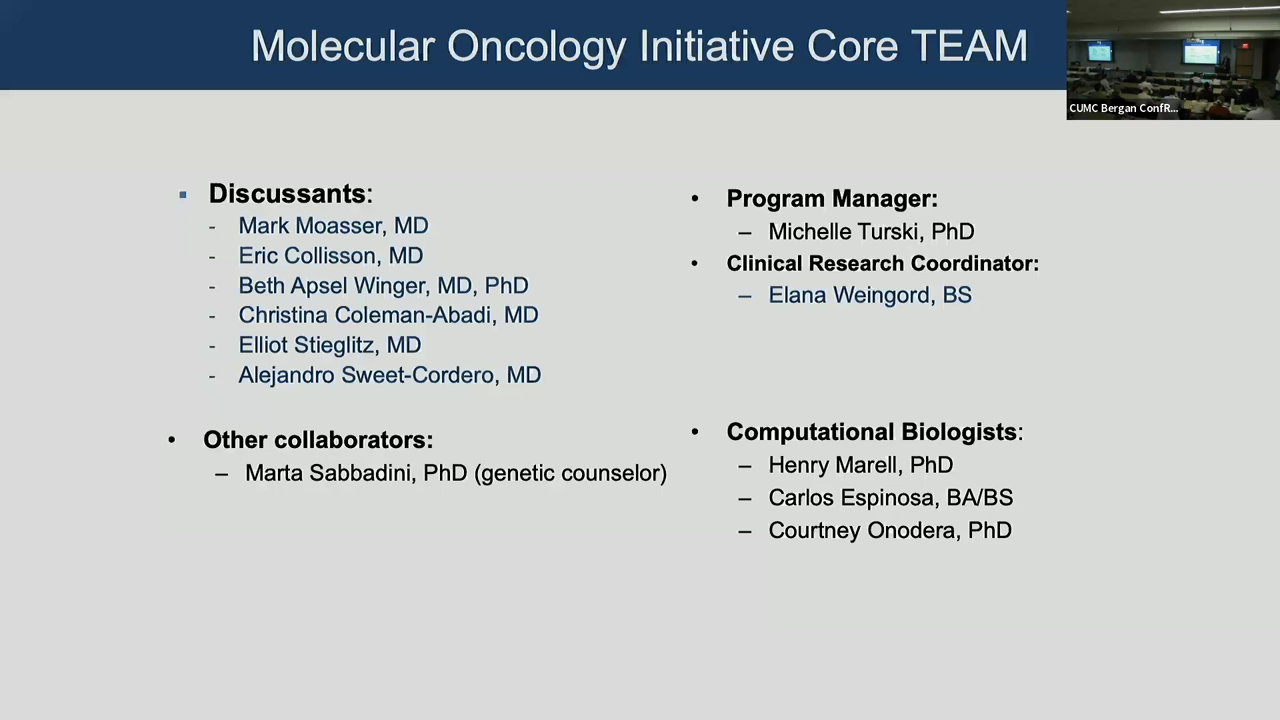 Molecular Oncology Initiative Core TEAM
CUMC Bergan ConfR...
▪ Discussants:
- Mark Moasser, MD
- Eric Collisson, MD
- Beth Apsel Winger, MD, PhD
- Christina Coleman-Abadi, MD
- Elliot Stieglitz, MD
- Alejandro Sweet-Cordero, MD
• Other collaborators:
– Marta Sabbadini, PhD (genetic counselor)
• Program Manager:
– Michelle Turski, PhD
• Clinical Research Coordinator:
– Elana Weingord, BS
• Computational Biologists:
– Henry Marell, PhD
– Carlos Espinosa, BA/BS
– Courtney Onodera, PhD